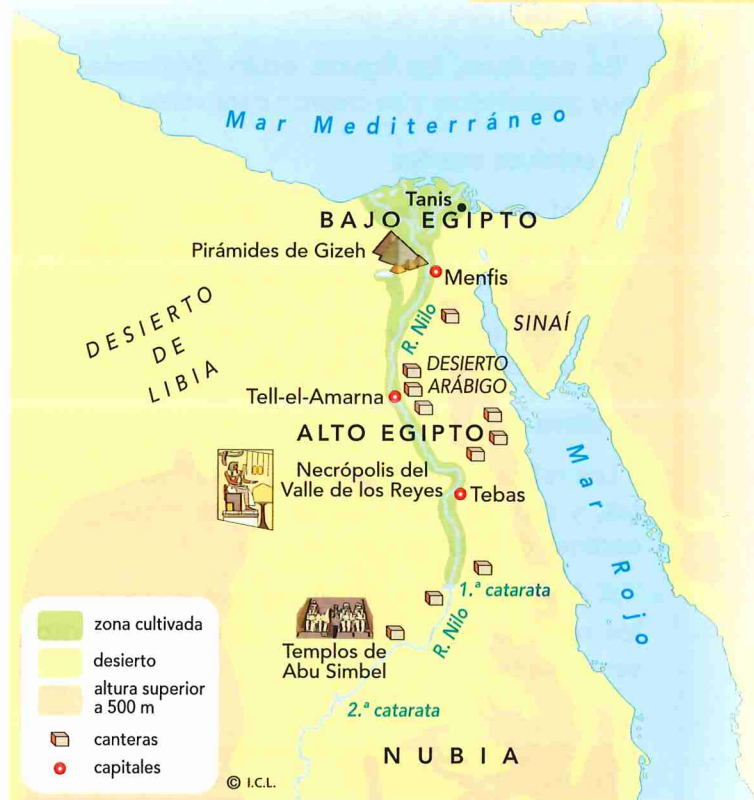 Mar Mediterráneo
Tanis
BAJO EGIPTO
Pirámides de Gizeh
Menfis
DESIERTO
DE
LIBIA
R. Nilo
SINAÍ
DESIERTO
ARÁBIGO
Tell-el-Amarna
ALTO EGIPTO
Necrópolis del
Valle de los Reyes
Tebas
Mar Rojo
1.ª catarata
R. Nilo
Templos de
Abu Simbel
2.ª catarata
NUBIA
zona cultivada
desierto
altura superior
a 500 m
canteras
capitales
© I.C.L.